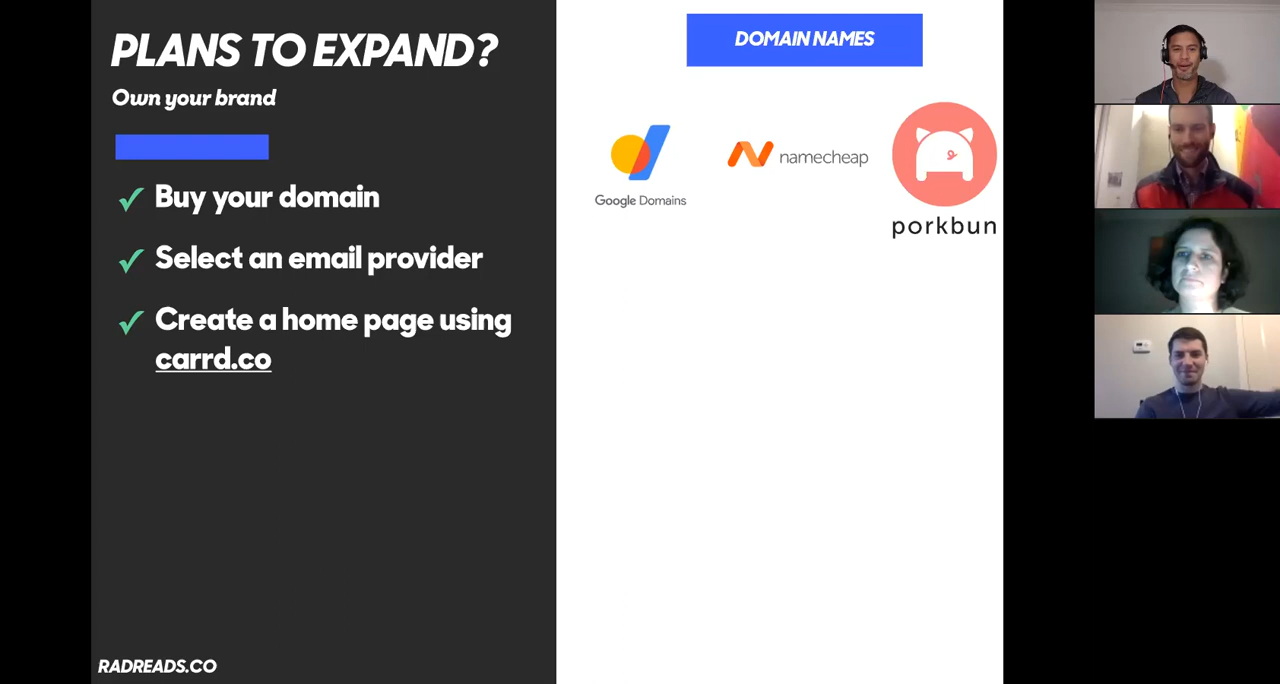 PLANS TO EXPAND?
Own your brand
✓ Buy your domain
✓ Select an email provider
✓ Create a home page using
carrd.co
RADREADS.CO
DOMAIN NAMES
Google Domains
namecheap
porkbun